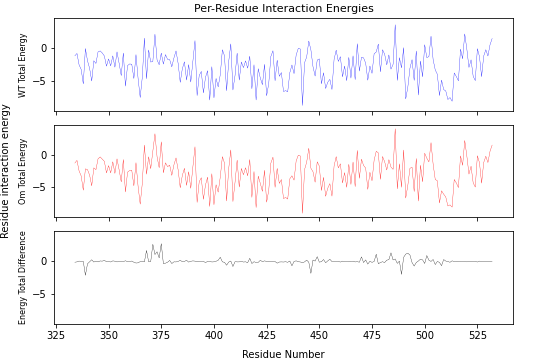 Per-Residue Interaction Energies
Residue interaction energy
WT Total Energy
0
−5
Om Total Energy
0
−5
Energy Total Difference
0
−5
325 350 375 400 425 450 475 500 525
Residue Number